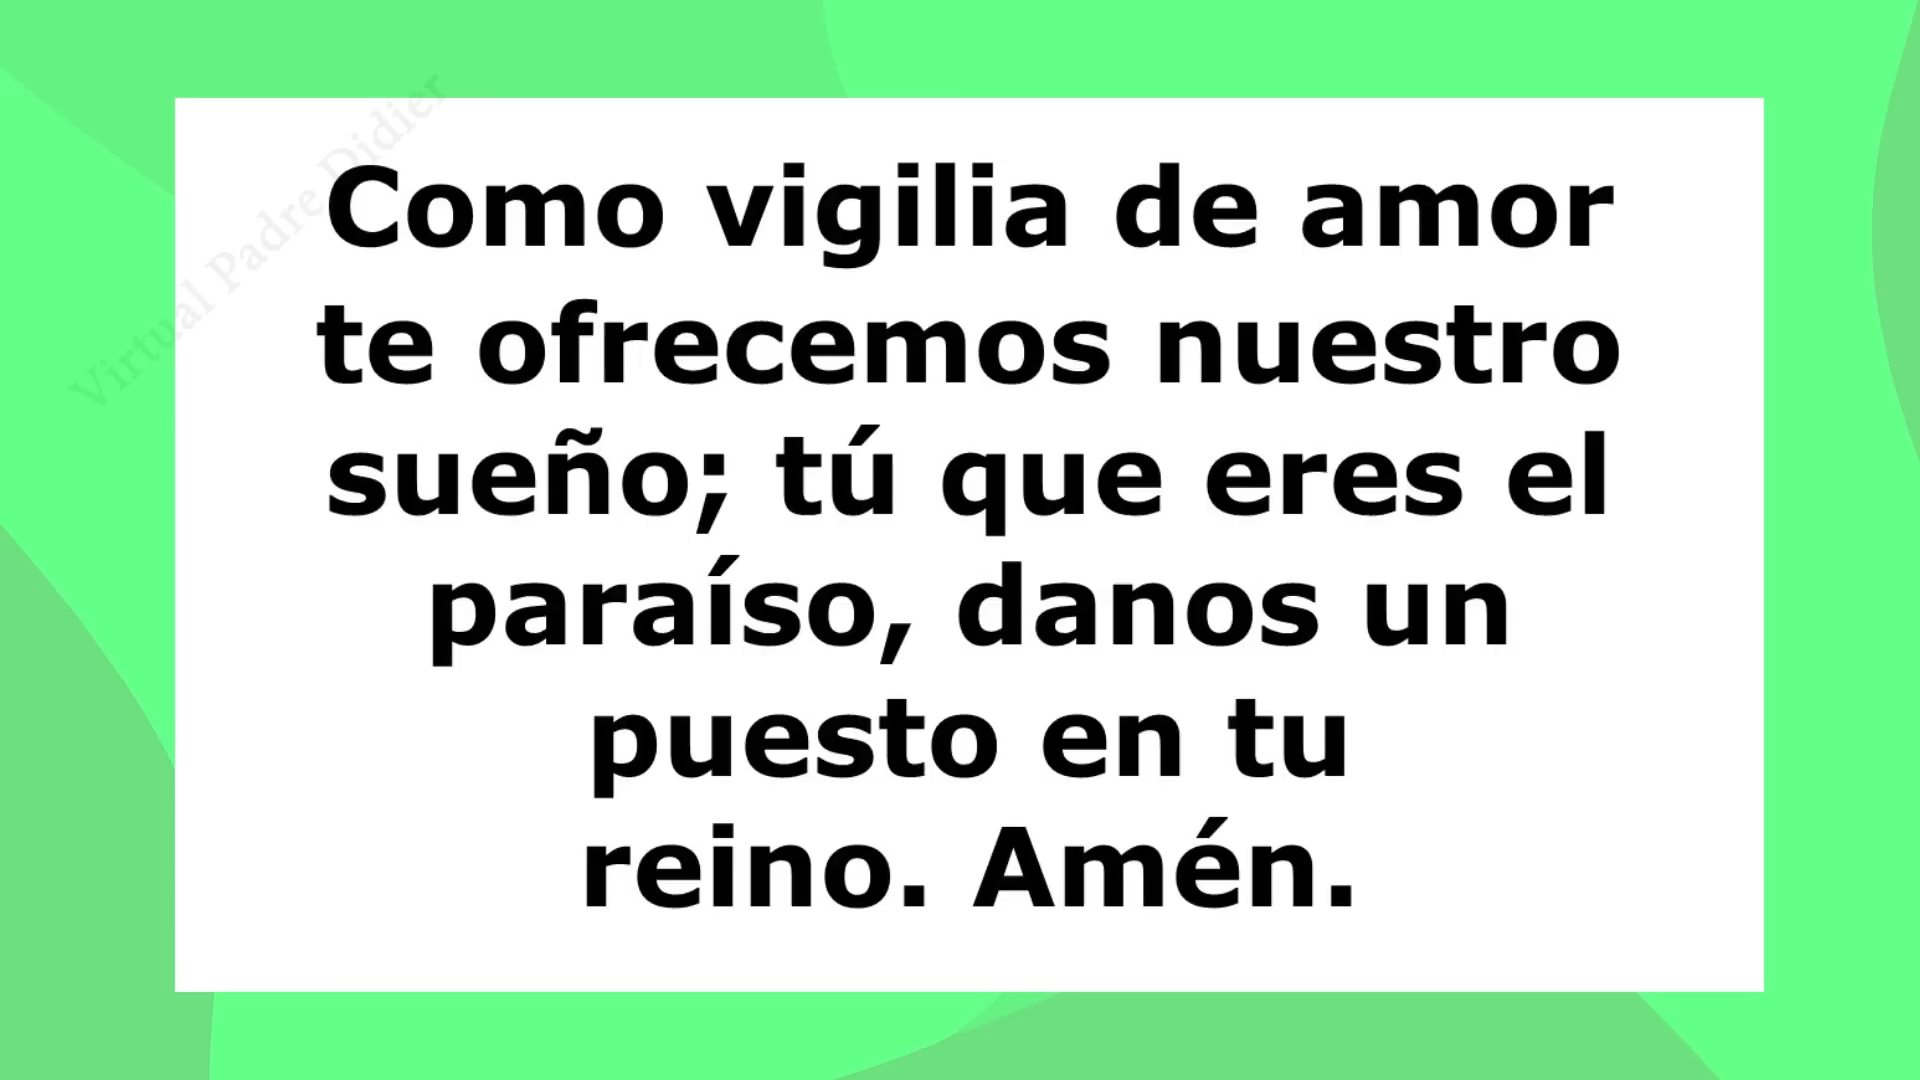 Virtual Padre Didier
Como vigilia de amor
te ofrecemos nuestro
sueño; tú que eres el
paraíso, danos un
puesto en tu
reino. Amén.